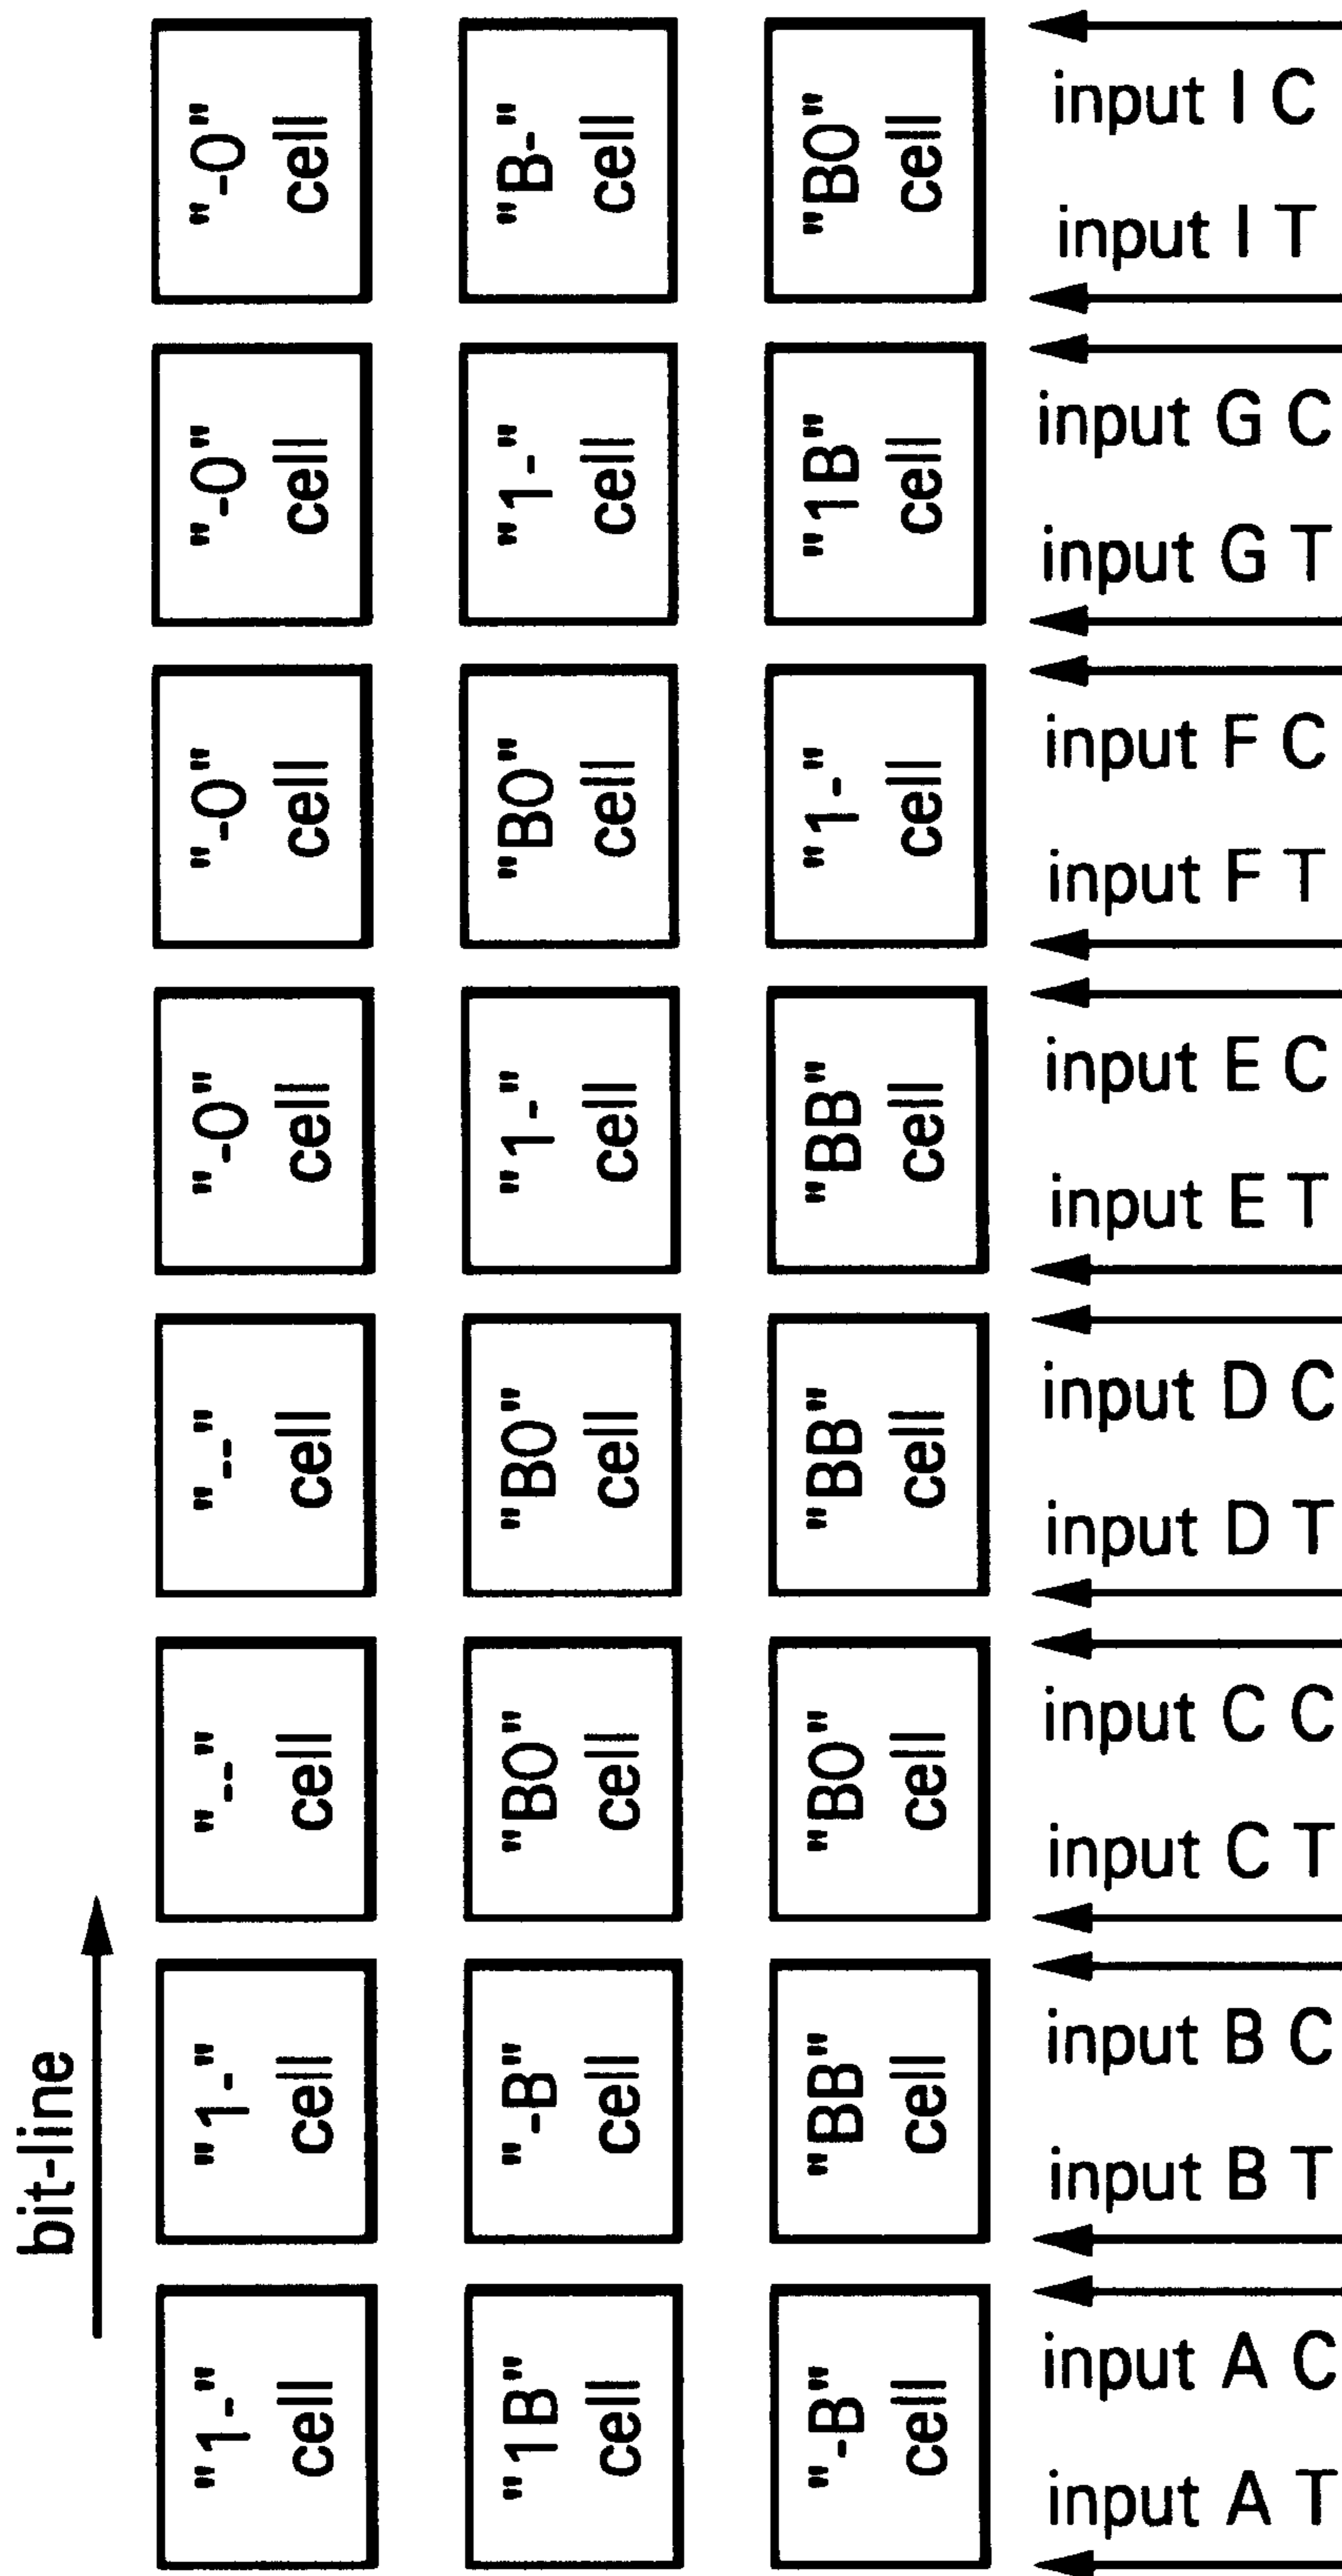 "-0"
cell
"B-"
cell
"B0"
cell
input I C
input I T
"-0"
cell
"1-"
cell
"1B"
cell
input G C
input G T
"-0"
cell
"B0"
cell
"1-"
cell
input F C
input F T
"-0"
cell
"1-"
cell
"BB"
cell
input E C
input E T
"--"
cell
"B0"
cell
"BB"
cell
input D C
input D T
"--"
cell
"B0"
cell
"B0"
cell
input C C
input C T
bit-line
"1-"
cell
"-B"
cell
"BB"
cell
input B C
input B T
"1-"
cell
"1B"
cell
"-B"
cell
input A C
input A T